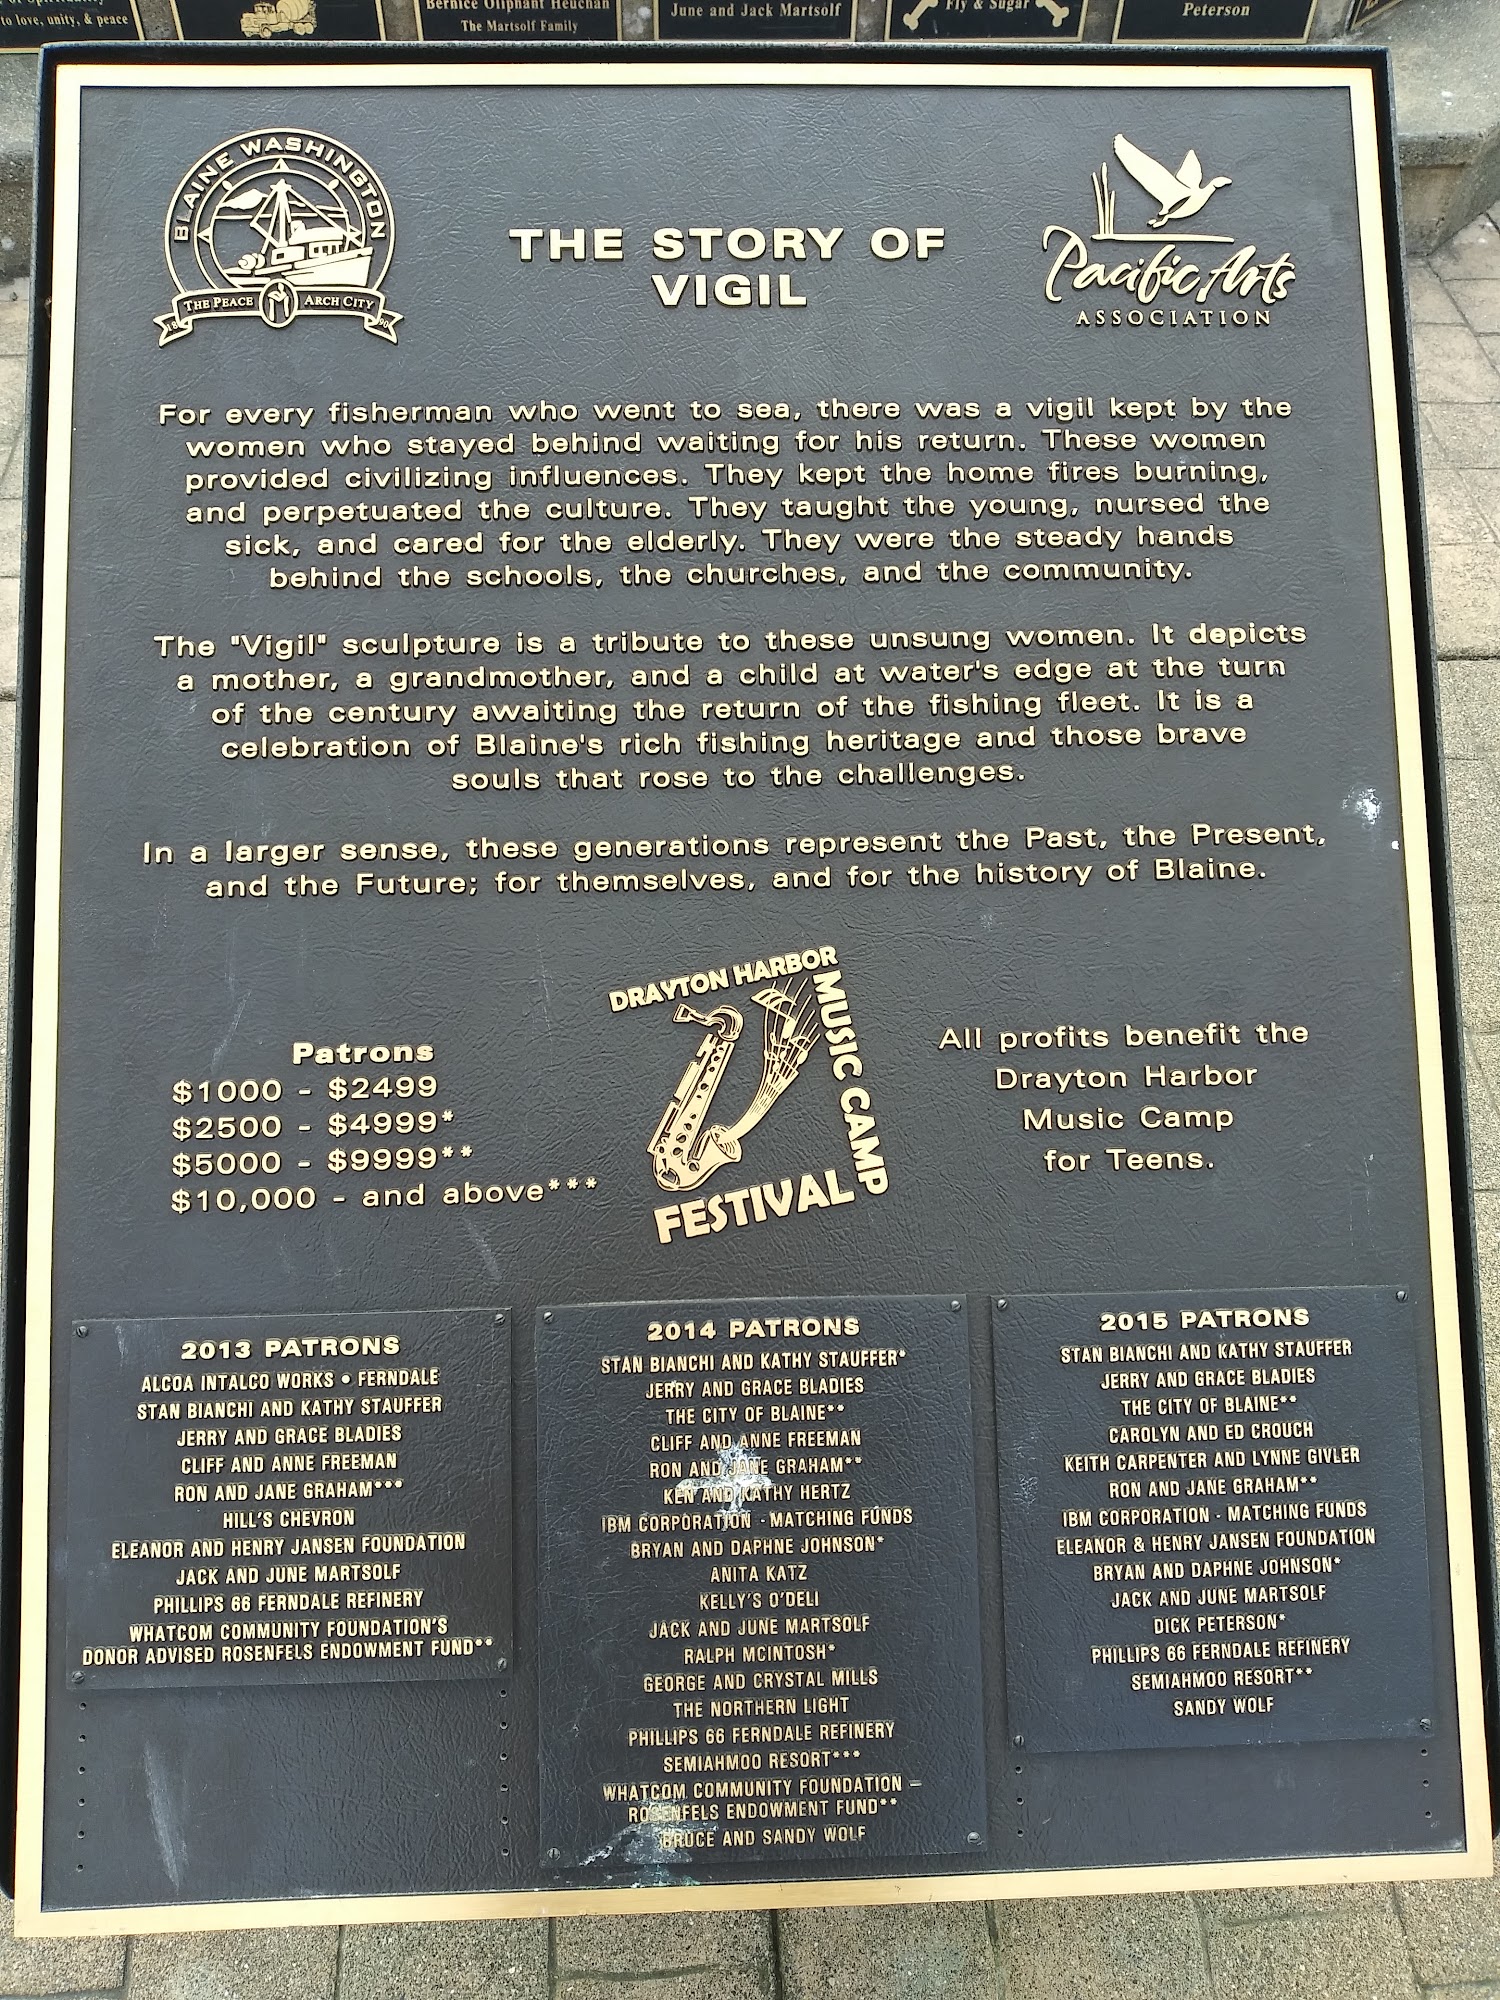 of Spirituality
to love, unity, & peace
Bernice Oliphant Heuchan
The Martsolf Family
June and Jack Martsolf
Fly & Sugar
Peterson
BLAINE WASHINGTON
THE PEACE ARCH CITY
18 90
THE STORY OF
VIGIL
Pacific Arts
ASSOCIATION
For every fisherman who went to sea, there was a vigil kept by the
women who stayed behind waiting for his return. These women
provided civilizing influences. They kept the home fires burning,
and perpetuated the culture. They taught the young, nursed the
sick, and cared for the elderly. They were the steady hands
behind the schools, the churches, and the community.
The "Vigil" sculpture is a tribute to these unsung women. It depicts
a mother, a grandmother, and a child at water's edge at the turn
of the century awaiting the return of the fishing fleet. It is a
celebration of Blaine's rich fishing heritage and those brave
souls that rose to the challenges.
In a larger sense, these generations represent the Past, the Present,
and the Future; for themselves, and for the history of Blaine.
Patrons
$1000 - $2499
$2500 - $4999*
$5000 - $9999**
$10,000 - and above***
DRAYTON HARBOR
MUSIC CAMP
FESTIVAL
All profits benefit the
Drayton Harbor
Music Camp
for Teens.
2013 PATRONS
ALCOA INTALCO WORKS • FERNDALE
STAN BIANCHI AND KATHY STAUFFER
JERRY AND GRACE BLADIES
CLIFF AND ANNE FREEMAN
RON AND JANE GRAHAM***
HILL'S CHEVRON
ELEANOR AND HENRY JANSEN FOUNDATION
JACK AND JUNE MARTSOLF
PHILLIPS 66 FERNDALE REFINERY
WHATCOM COMMUNITY FOUNDATION'S
DONOR ADVISED ROSENFELS ENDOWMENT FUND**
2014 PATRONS
STAN BIANCHI AND KATHY STAUFFER*
JERRY AND GRACE BLADIES
THE CITY OF BLAINE**
CLIFF AND ANNE FREEMAN
RON AND JANE GRAHAM**
KEN AND KATHY HERTZ
IBM CORPORATION - MATCHING FUNDS
BRYAN AND DAPHNE JOHNSON*
ANITA KATZ
KELLY'S O'DELI
JACK AND JUNE MARTSOLF
RALPH MCINTOSH*
GEORGE AND CRYSTAL MILLS
THE NORTHERN LIGHT
PHILLIPS 66 FERNDALE REFINERY
SEMIAHMOO RESORT***
WHATCOM COMMUNITY FOUNDATION –
ROSENFELS ENDOWMENT FUND**
BRUCE AND SANDY WOLF
2015 PATRONS
STAN BIANCHI AND KATHY STAUFFER
JERRY AND GRACE BLADIES
THE CITY OF BLAINE**
CAROLYN AND ED CROUCH
KEITH CARPENTER AND LYNNE GIVLER
RON AND JANE GRAHAM**
IBM CORPORATION - MATCHING FUNDS
ELEANOR & HENRY JANSEN FOUNDATION
BRYAN AND DAPHNE JOHNSON*
JACK AND JUNE MARTSOLF
DICK PETERSON*
PHILLIPS 66 FERNDALE REFINERY
SEMIAHMOO RESORT**
SANDY WOLF